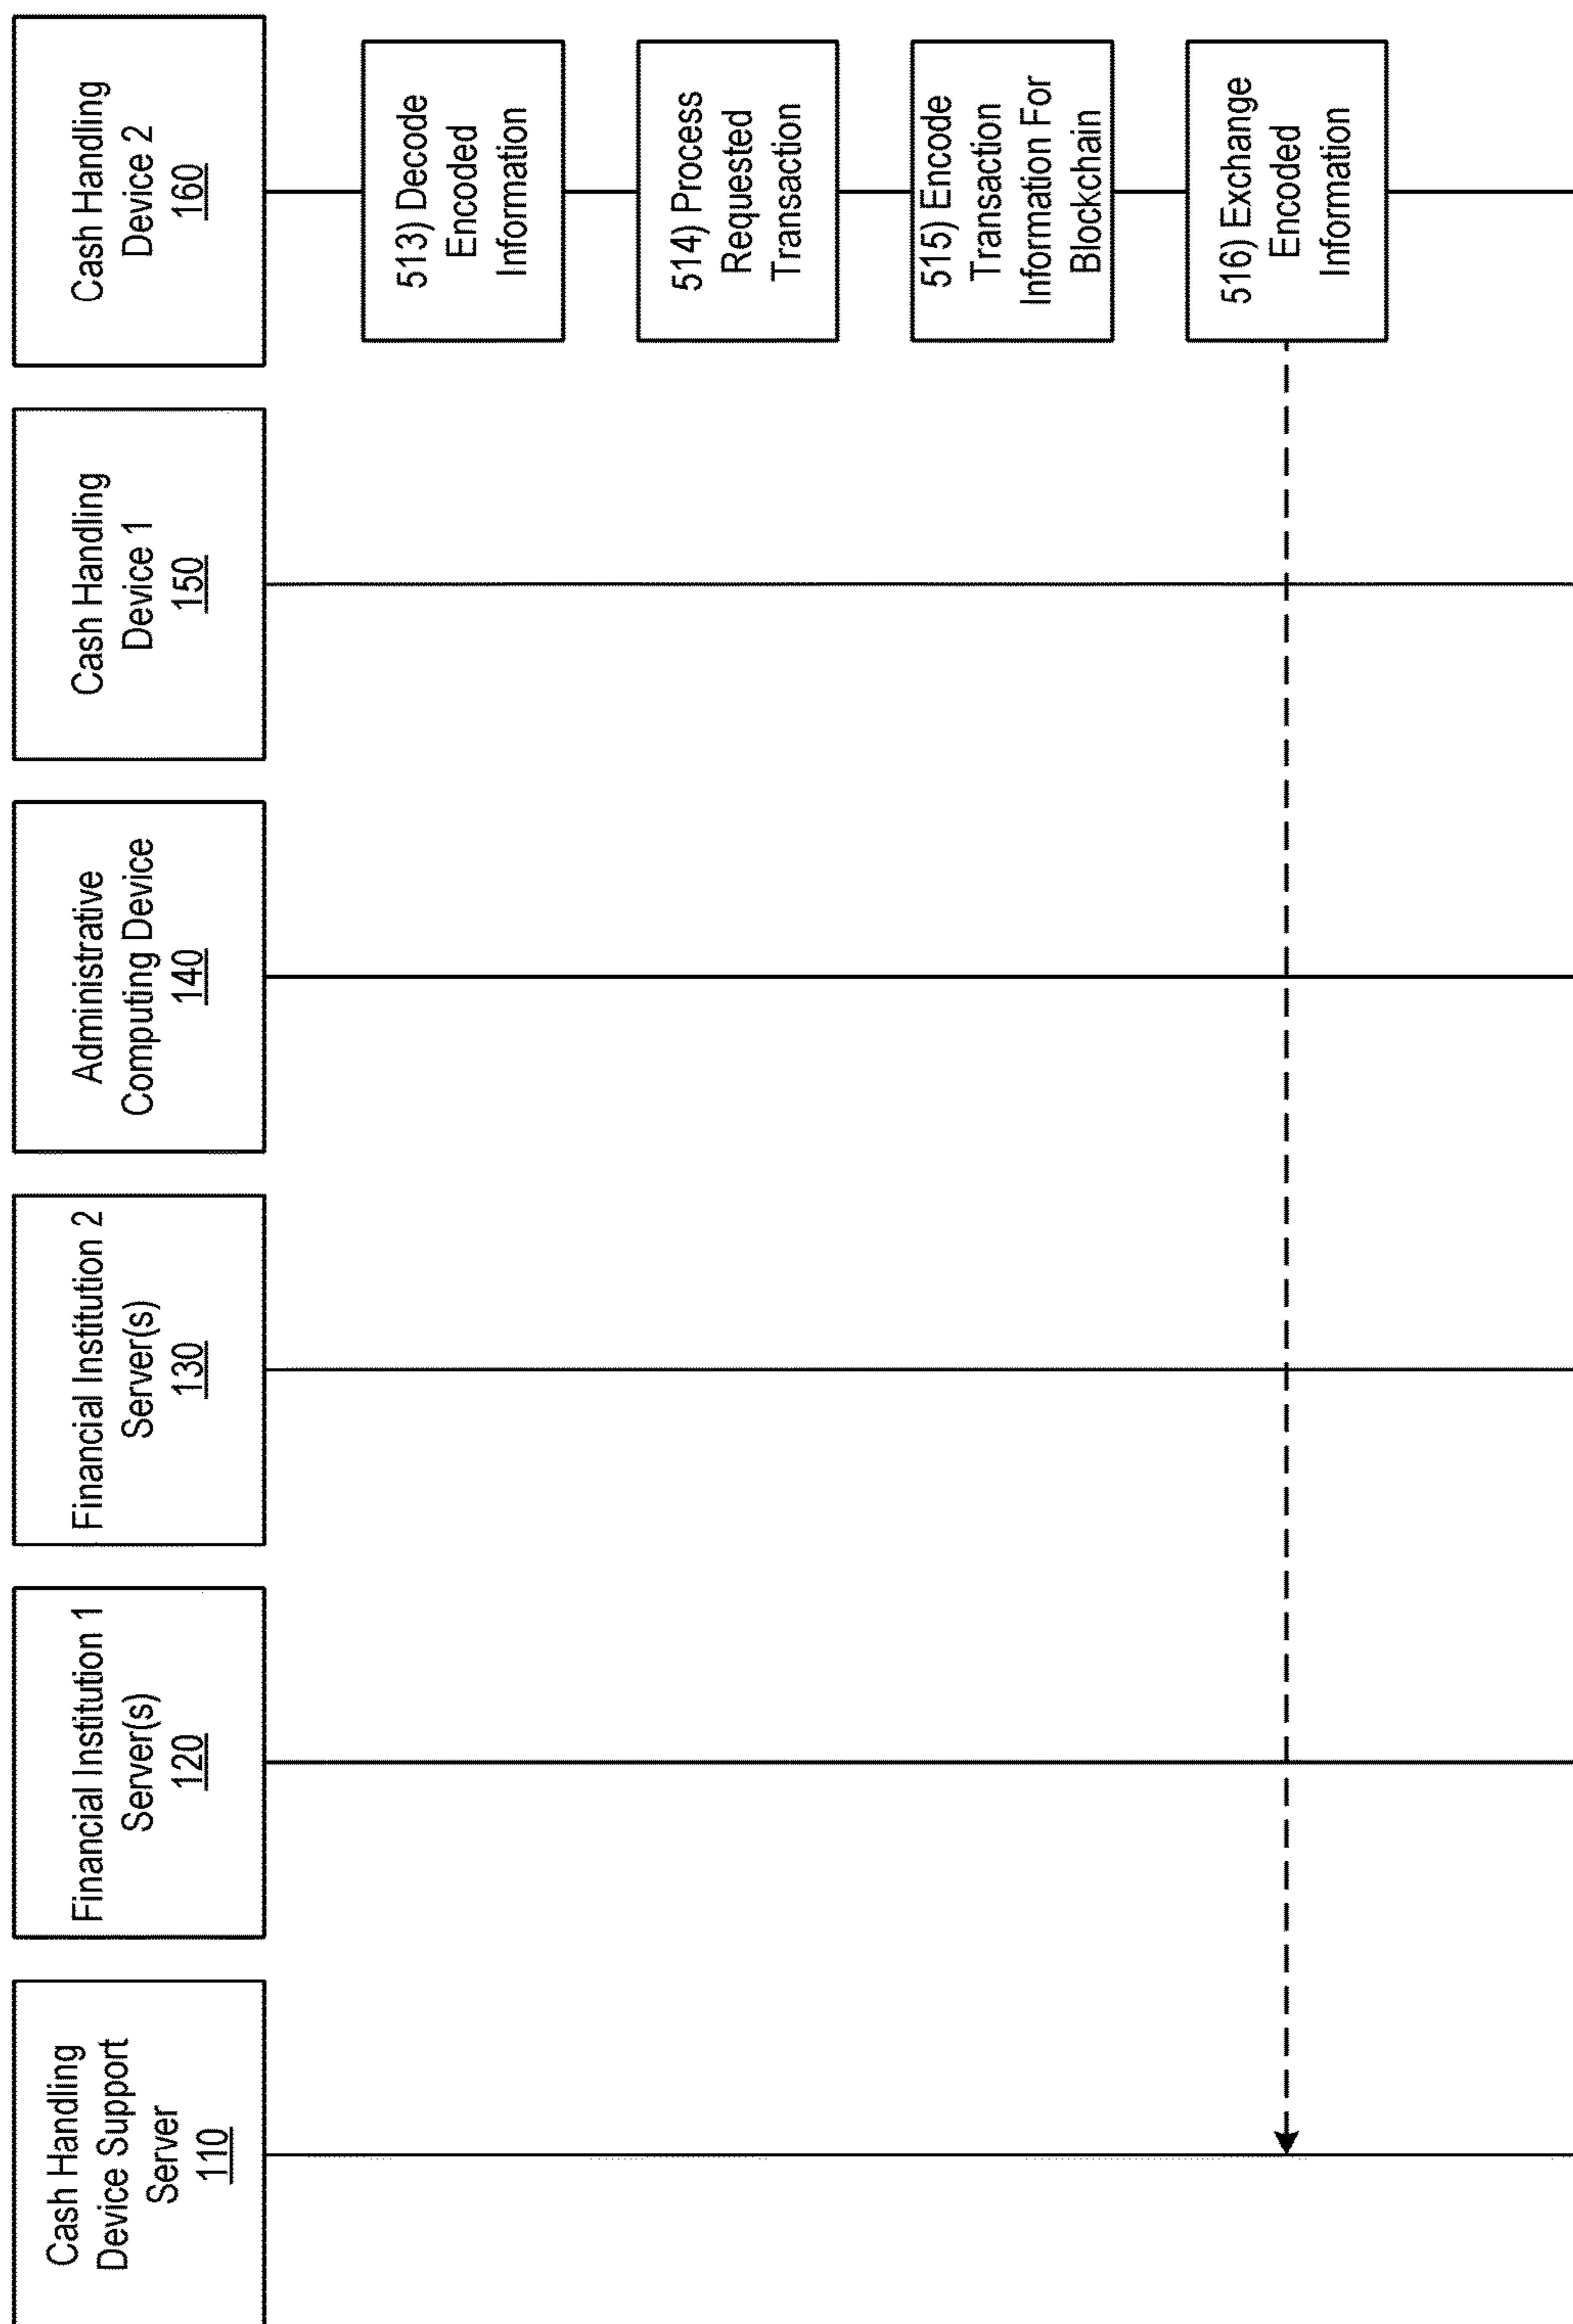 Cash Handling
Device Support
Server
110
Financial Institution 1
Server(s)
120
Financial Institution 2
Server(s)
130
Administrative
Computing Device
140
Cash Handling
Device 1
150
Cash Handling
Device 2
160
513) Decode
Encoded
Information
514) Process
Requested
Transaction
515) Encode
Transaction
Information For
Blockchain
516) Exchange
Encoded
Information